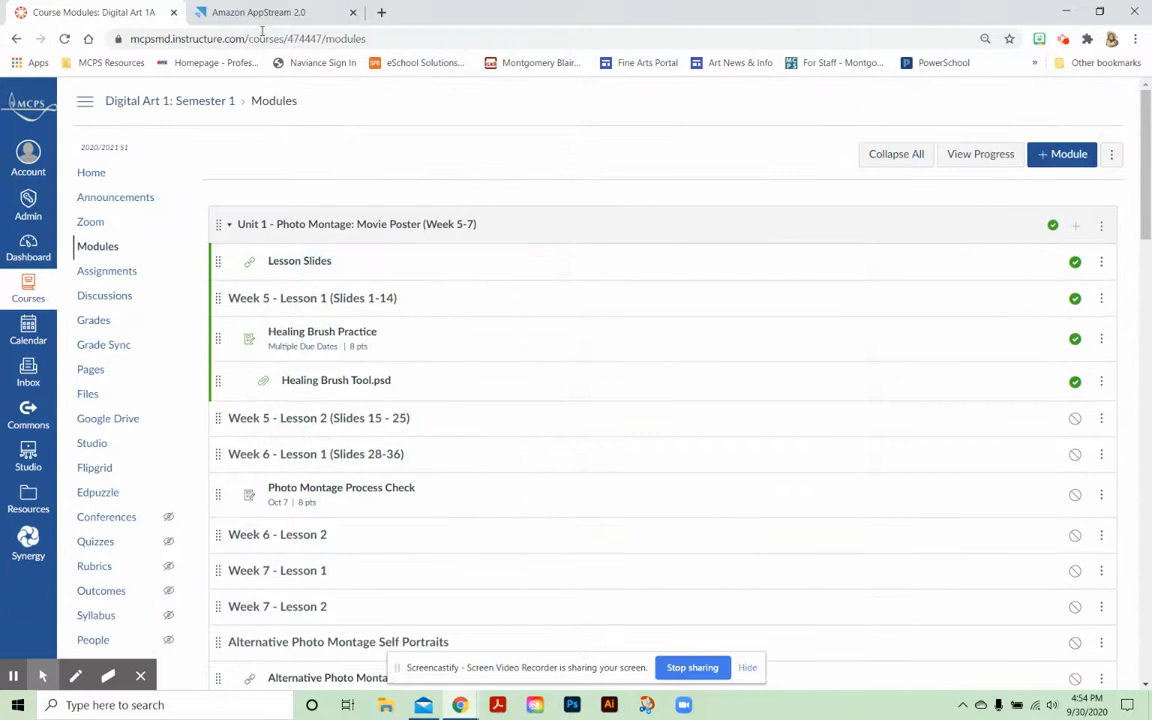 Course Modules: Digital Art 1A
Amazon AppStream 2.0
mcpsmd.instructure.com/courses/474447/modules
Apps
MCPS Resources
Homepage - Profes...
Naviance Sign In
eSchool Solutions...
Montgomery Blair...
Fine Arts Portal
Art News & Info
For Staff - Montgo...
PowerSchool
»
Other bookmarks
MCPS
Digital Art 1: Semester 1 › Modules
2020/2021 S1
Collapse All
View Progress
+ Module
Account
Admin
Dashboard
Courses
Calendar
Inbox
Commons
Studio
Resources
Synergy
Home
Announcements
Zoom
Modules
Assignments
Discussions
Grades
Grade Sync
Pages
Files
Google Drive
Studio
Flipgrid
Edpuzzle
Conferences
Quizzes
Rubrics
Outcomes
Syllabus
People
Unit 1 - Photo Montage: Movie Poster (Week 5-7)
Lesson Slides
Week 5 - Lesson 1 (Slides 1-14)
Healing Brush Practice
Multiple Due Dates | 8 pts
Healing Brush Tool.psd
Week 5 - Lesson 2 (Slides 15 - 25)
Week 6 - Lesson 1 (Slides 28-36)
Photo Montage Process Check
Oct 7 | 8 pts
Week 6 - Lesson 2
Week 7 - Lesson 1
Week 7 - Lesson 2
Alternative Photo Montage Self Portraits
Alternative Photo Monta
Screencastify - Screen Video Recorder is sharing your screen.
Stop sharing
Hide
Type here to search
Ps
Ai
4:54 PM
9/30/2020